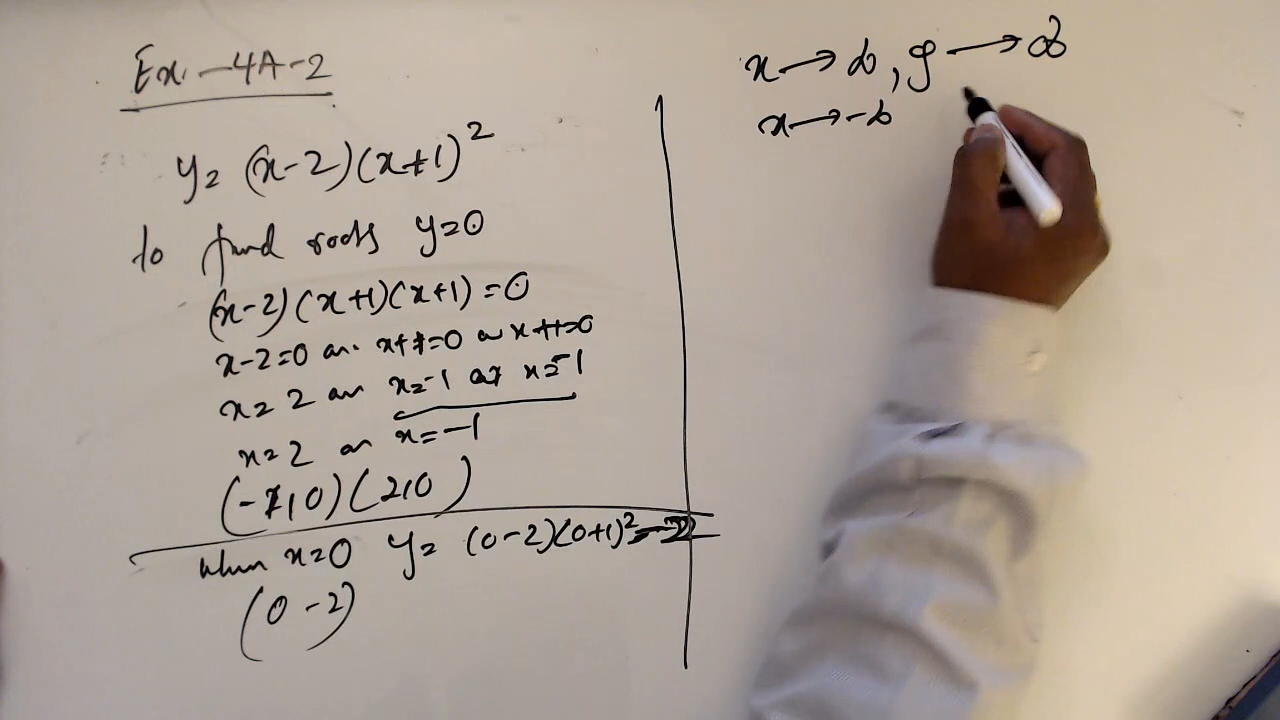 Ex: - 4A-2
y = (x-2)(x+1)²
to find roots y=0
(x-2)(x+1)(x+1) = 0
x-2=0 or x+1=0 or x+1=0
x = 2 or x=-1 or x=-1
x = 2 or x = -1
(-1,0) (2,0)
when x=0 y = (0-2)(0+1)² = -2
(0 -2)
x → ∞, y → ∞
x → -∞